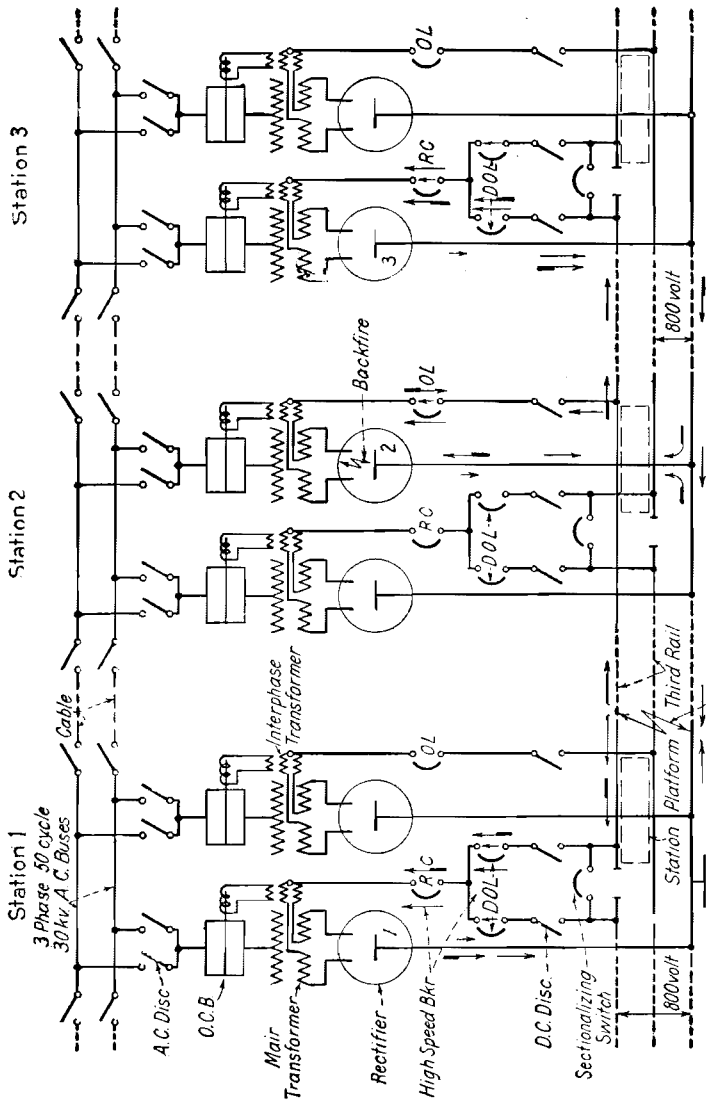 Station 1
3 Phase 50 cycle
30 kv. A.C. Buses
Cable
Station 2
Station 3
A.C. Disc
O.C.B.
Mair
Transformer
Interphase
Transformer
Rectifier
1
2
3
Backfire
High Speed Bkr
RC
DOL
OL
RC
DOL
OL
RC
DOL
OL
D.C. Disc.
Sectionalizing
Switch
800 volt
Station Platform
Third Rail
800 volt